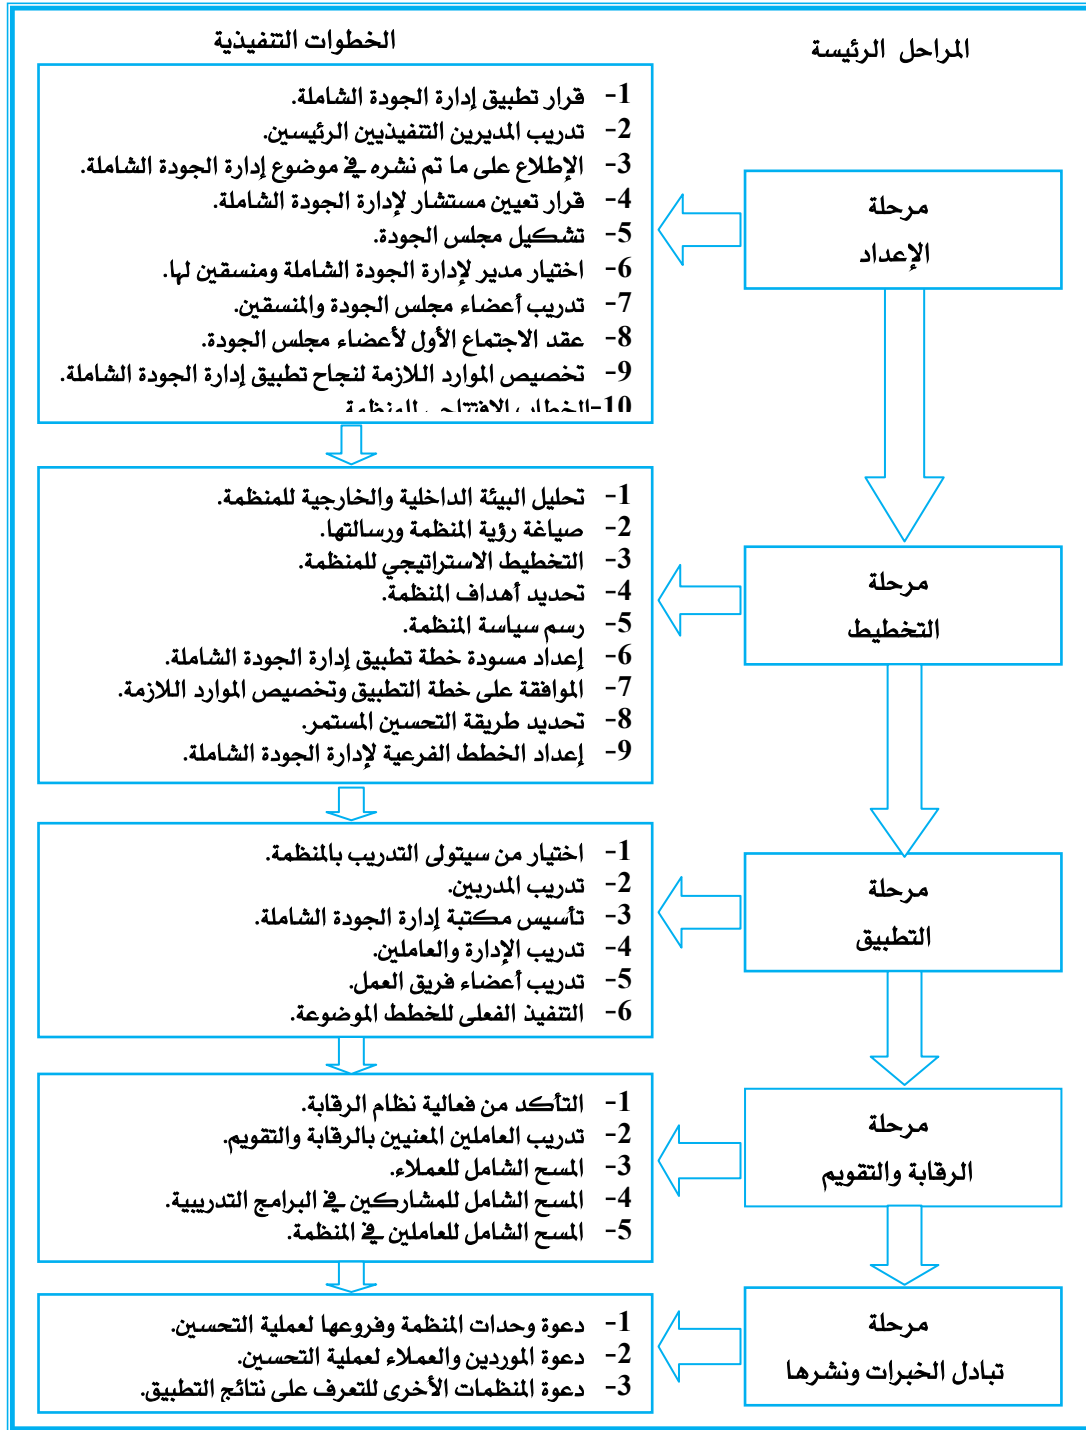 المراحل الرئيسة
الخطوات التنفيذية
مرحلة
الإعداد
1- قرار تطبيق إدارة الجودة الشاملة.
2- تدريب المديرين التنفيذيين الرئيسين.
3- الإطلاع على ما تم نشره في موضوع إدارة الجودة الشاملة.
4- قرار تعيين مستشار لإدارة الجودة الشاملة.
5- تشكيل مجلس الجودة.
6- اختيار مدير لإدارة الجودة الشاملة ومنسقين لها.
7- تدريب أعضاء مجلس الجودة والمنسقين.
8- عقد الاجتماع الأول لأعضاء مجلس الجودة.
9- تخصيص الموارد اللازمة لنجاح تطبيق إدارة الجودة الشاملة.
10-الخطاب الافتتاحي للمنظمة
مرحلة
التخطيط
1- تحليل البيئة الداخلية والخارجية للمنظمة.
2- صياغة رؤية المنظمة ورسالتها.
3- التخطيط الاستراتيجي للمنظمة.
4- تحديد أهداف المنظمة.
5- رسم سياسة المنظمة.
6- إعداد مسودة خطة تطبيق إدارة الجودة الشاملة.
7- الموافقة على خطة التطبيق وتخصيص الموارد اللازمة.
8- تحديد طريقة التحسين المستمر.
9- إعداد الخطط الفرعية لإدارة الجودة الشاملة.
مرحلة
التطبيق
1- اختيار من سيتولى التدريب بالمنظمة.
2- تدريب المدربين.
3- تأسيس مكتبة إدارة الجودة الشاملة.
4- تدريب الإدارة والعاملين.
5- تدريب أعضاء فريق العمل.
6- التنفيذ الفعلى للخطط الموضوعة.
مرحلة
الرقابة والتقويم
1- التأكد من فعالية نظام الرقابة.
2- تدريب العاملين المعنيين بالرقابة والتقويم.
3- المسح الشامل للعملاء.
4- المسح الشامل للمشاركين في البرامج التدريبية.
5- المسح الشامل للعاملين في المنظمة.
مرحلة
تبادل الخبرات ونشرها
1- دعوة وحدات المنظمة وفروعها لعملية التحسين.
2- دعوة الموردين والعملاء لعملية التحسين.
3- دعوة المنظمات الأخرى للتعرف على نتائج التطبيق.